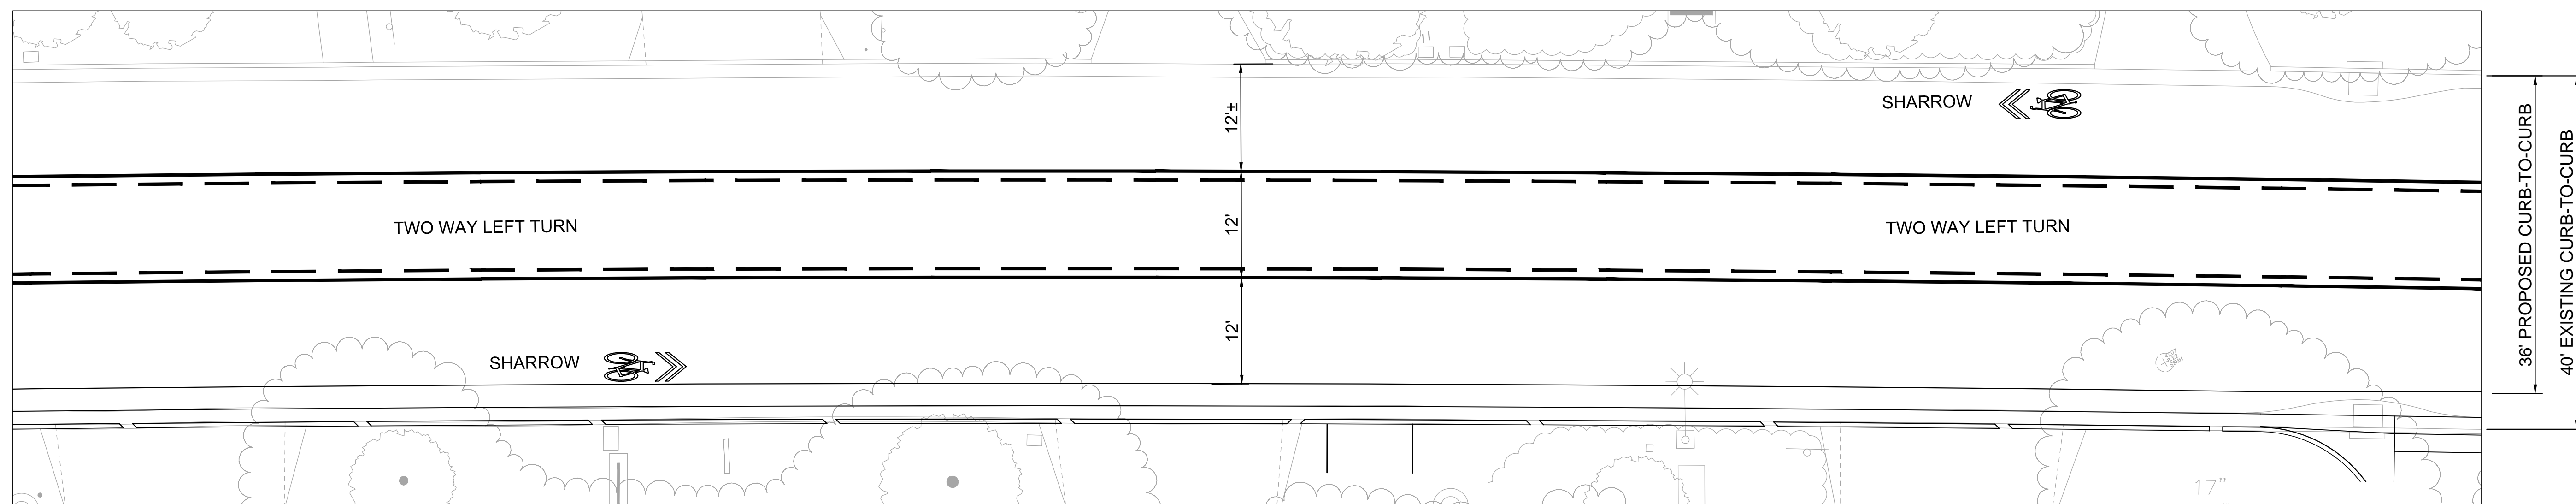 SHARROW
12'±
TWO WAY LEFT TURN
12'
TWO WAY LEFT TURN
SHARROW
12'
36' PROPOSED CURB-TO-CURB
40' EXISTING CURB-TO-CURB
17"